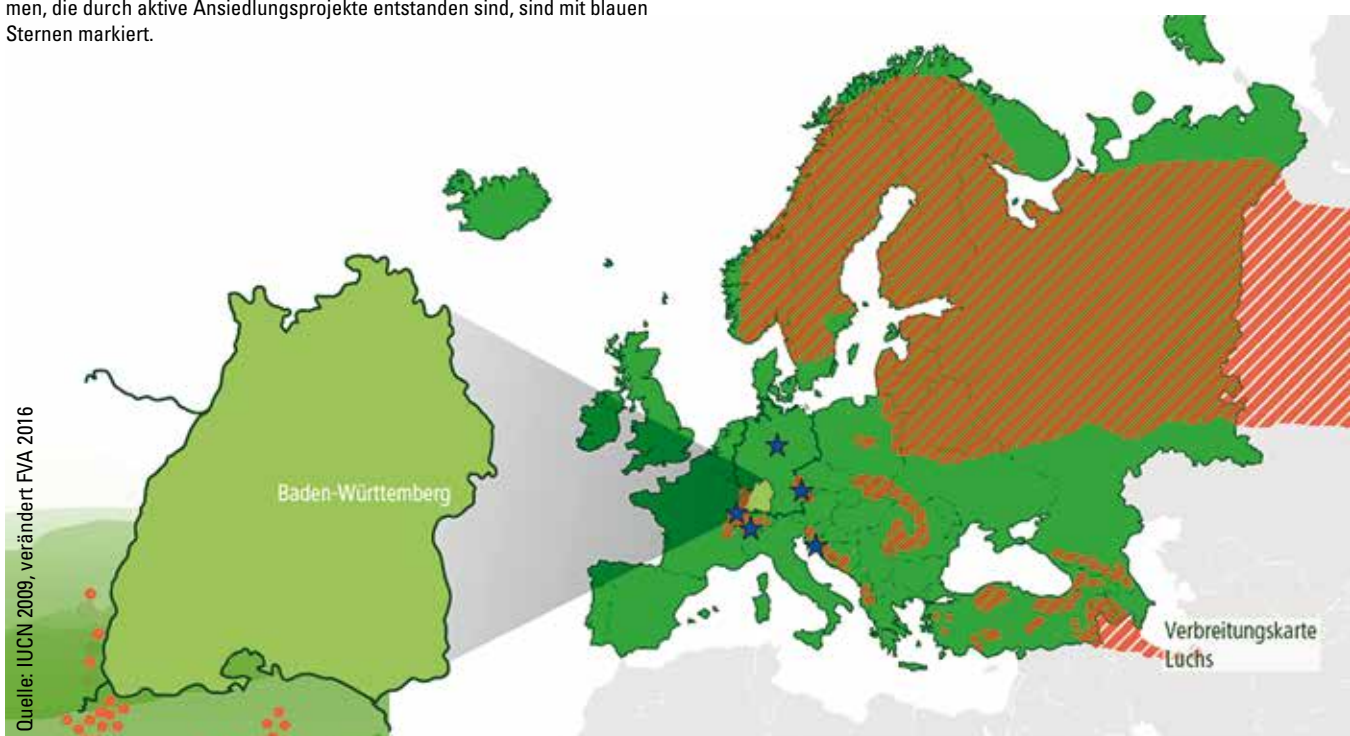 men, die durch aktive Ansiedlungsprojekte entstanden sind, sind mit blauen
Sternen markiert.
Baden-Württemberg
Verbreitungskarte
Luchs
Quelle: IUCN 2009, verändert FVA 2016